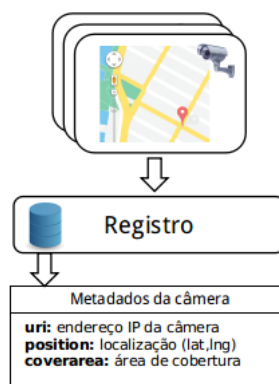 Registro
Metadados da câmera
uri: endereço IP da câmera
position: localização (lat,lng)
coverarea: área de cobertura